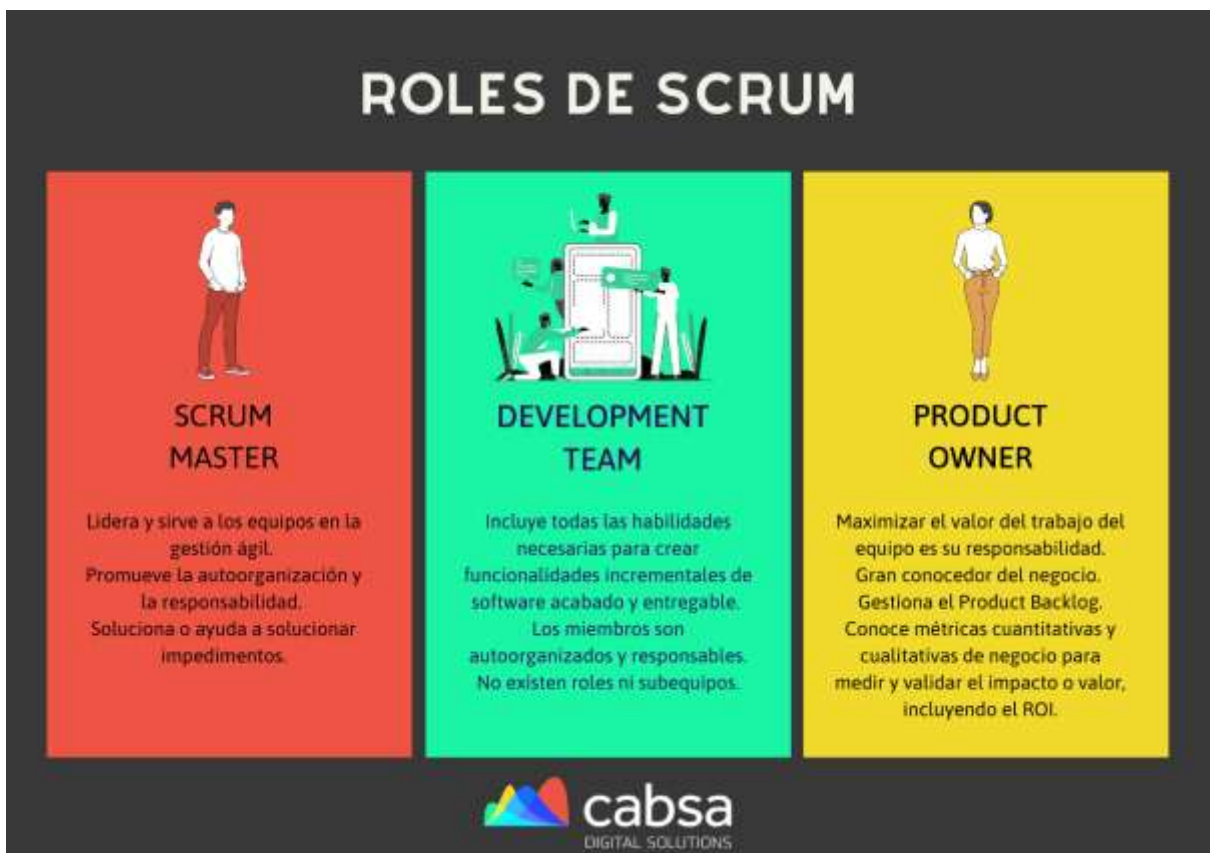 ROLES DE SCRUM
SCRUM
MASTER
Lidera y sirve a los equipos en la
gestión ágil.
Promueve la autoorganización y
la responsabilidad.
Soluciona o ayuda a solucionar
impedimentos.
DEVELOPMENT
TEAM
Incluye todas las habilidades
necesarias para crear
funcionalidades incrementales de
software acabado y entregable.
Los miembros son
autoorganizados y responsables.
No existen roles ni subequipos.
PRODUCT
OWNER
Maximizar el valor del trabajo del
equipo es su responsabilidad.
Gran conocedor del negocio.
Gestiona el Product Backlog.
Conoce métricas cuantitativas y
cualitativas de negocio para
medir y validar el impacto o valor,
incluyendo el ROI.
cabsa
DIGITAL SOLUTIONS